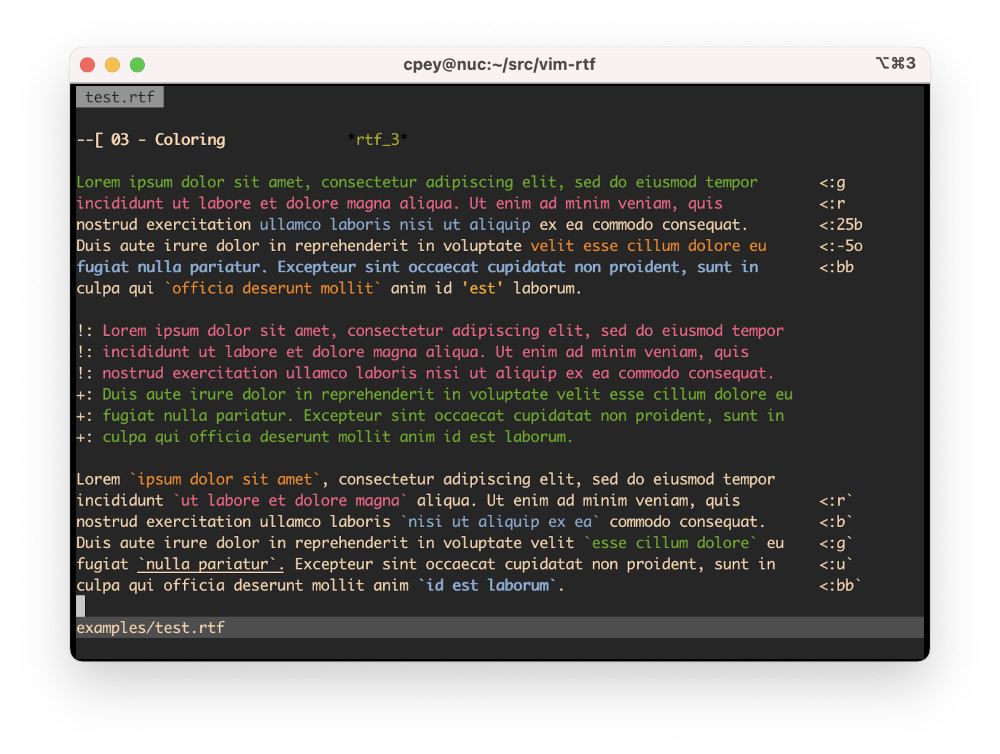 cpey@nuc:~/src/vim-rtf ⌥⌘3
test.rtf
--[ 03 - Coloring *rtf_3*
Lorem ipsum dolor sit amet, consectetur adipiscing elit, sed do eiusmod tempor <:g
incididunt ut labore et dolore magna aliqua. Ut enim ad minim veniam, quis <:r
nostrud exercitation ullamco laboris nisi ut aliquip ex ea commodo consequat. <:25b
Duis aute irure dolor in reprehenderit in voluptate velit esse cillum dolore eu <:-5o
fugiat nulla pariatur. Excepteur sint occaecat cupidatat non proident, sunt in <:bb
culpa qui `officia deserunt mollit` anim id 'est' laborum.
!: Lorem ipsum dolor sit amet, consectetur adipiscing elit, sed do eiusmod tempor
!: incididunt ut labore et dolore magna aliqua. Ut enim ad minim veniam, quis
!: nostrud exercitation ullamco laboris nisi ut aliquip ex ea commodo consequat.
+: Duis aute irure dolor in reprehenderit in voluptate velit esse cillum dolore eu
+: fugiat nulla pariatur. Excepteur sint occaecat cupidatat non proident, sunt in
+: culpa qui officia deserunt mollit anim id est laborum.
Lorem `ipsum dolor sit amet`, consectetur adipiscing elit, sed do eiusmod tempor
incididunt `ut labore et dolore magna` aliqua. Ut enim ad minim veniam, quis <:r`
nostrud exercitation ullamco laboris `nisi ut aliquip ex ea` commodo consequat. <:b`
Duis aute irure dolor in reprehenderit in voluptate velit `esse cillum dolore` eu <:g`
fugiat `nulla pariatur`. Excepteur sint occaecat cupidatat non proident, sunt in <:u`
culpa qui officia deserunt mollit anim `id est laborum`. <:bb`
examples/test.rtf